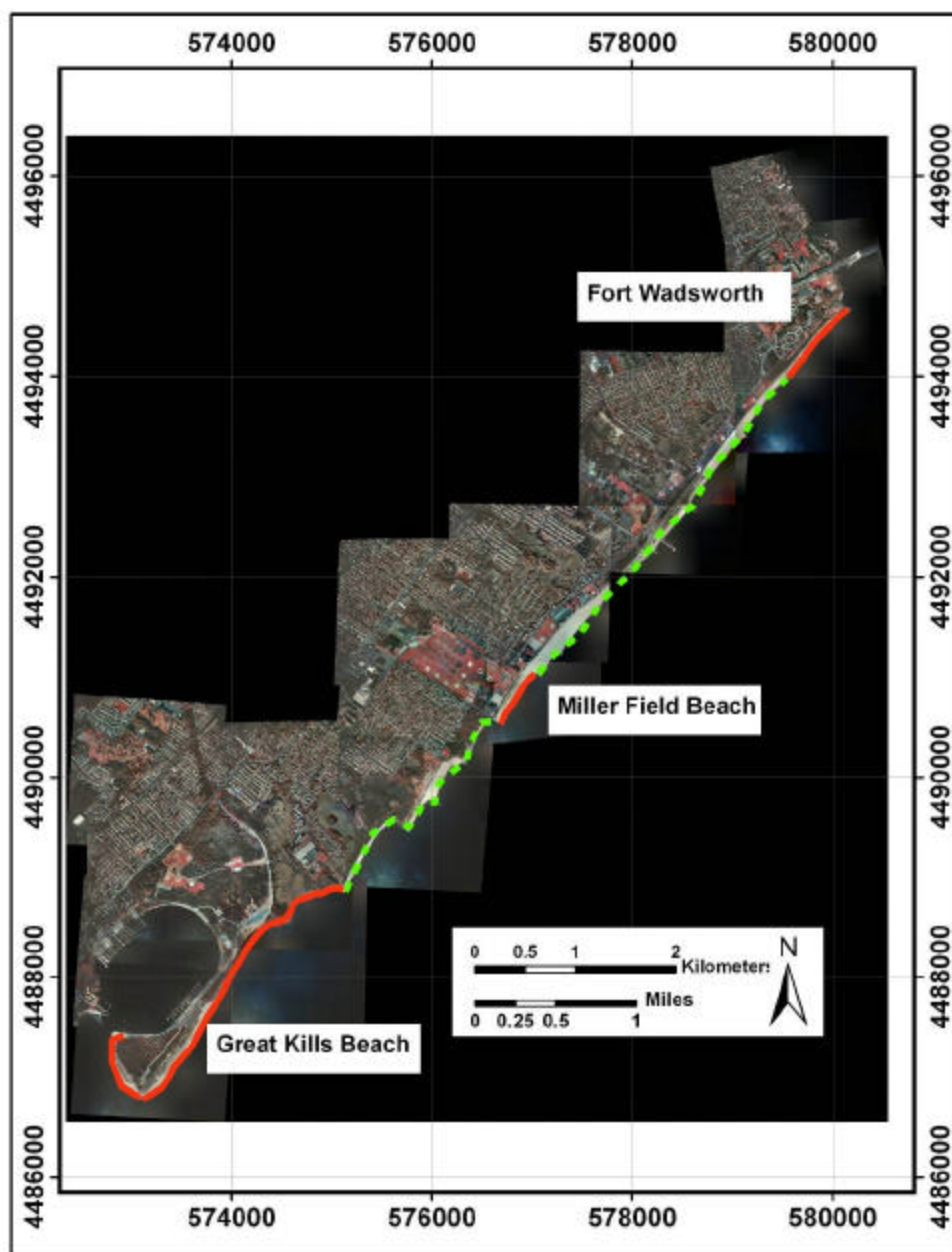 574000 576000 578000 580000
4496000 4496000
Fort Wadsworth
4494000 4494000
4492000 4492000
Miller Field Beach
4490000 4490000
N
0 0.5 1 2
Kilometers
4488000 4488000
Miles
0 0.25 0.5 1
Great Kills Beach
4486000 4486000
574000 576000 578000 580000